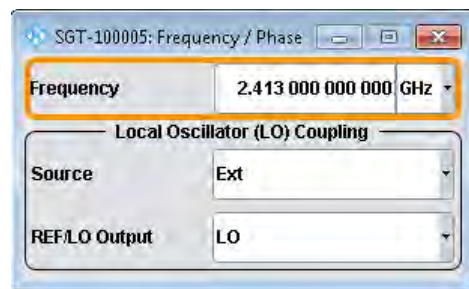 SGT-100005: Frequency / Phase
Frequency 2.413 000 000 000 GHz
Local Oscillator (LO) Coupling
Source Ext
REF/LO Output LO